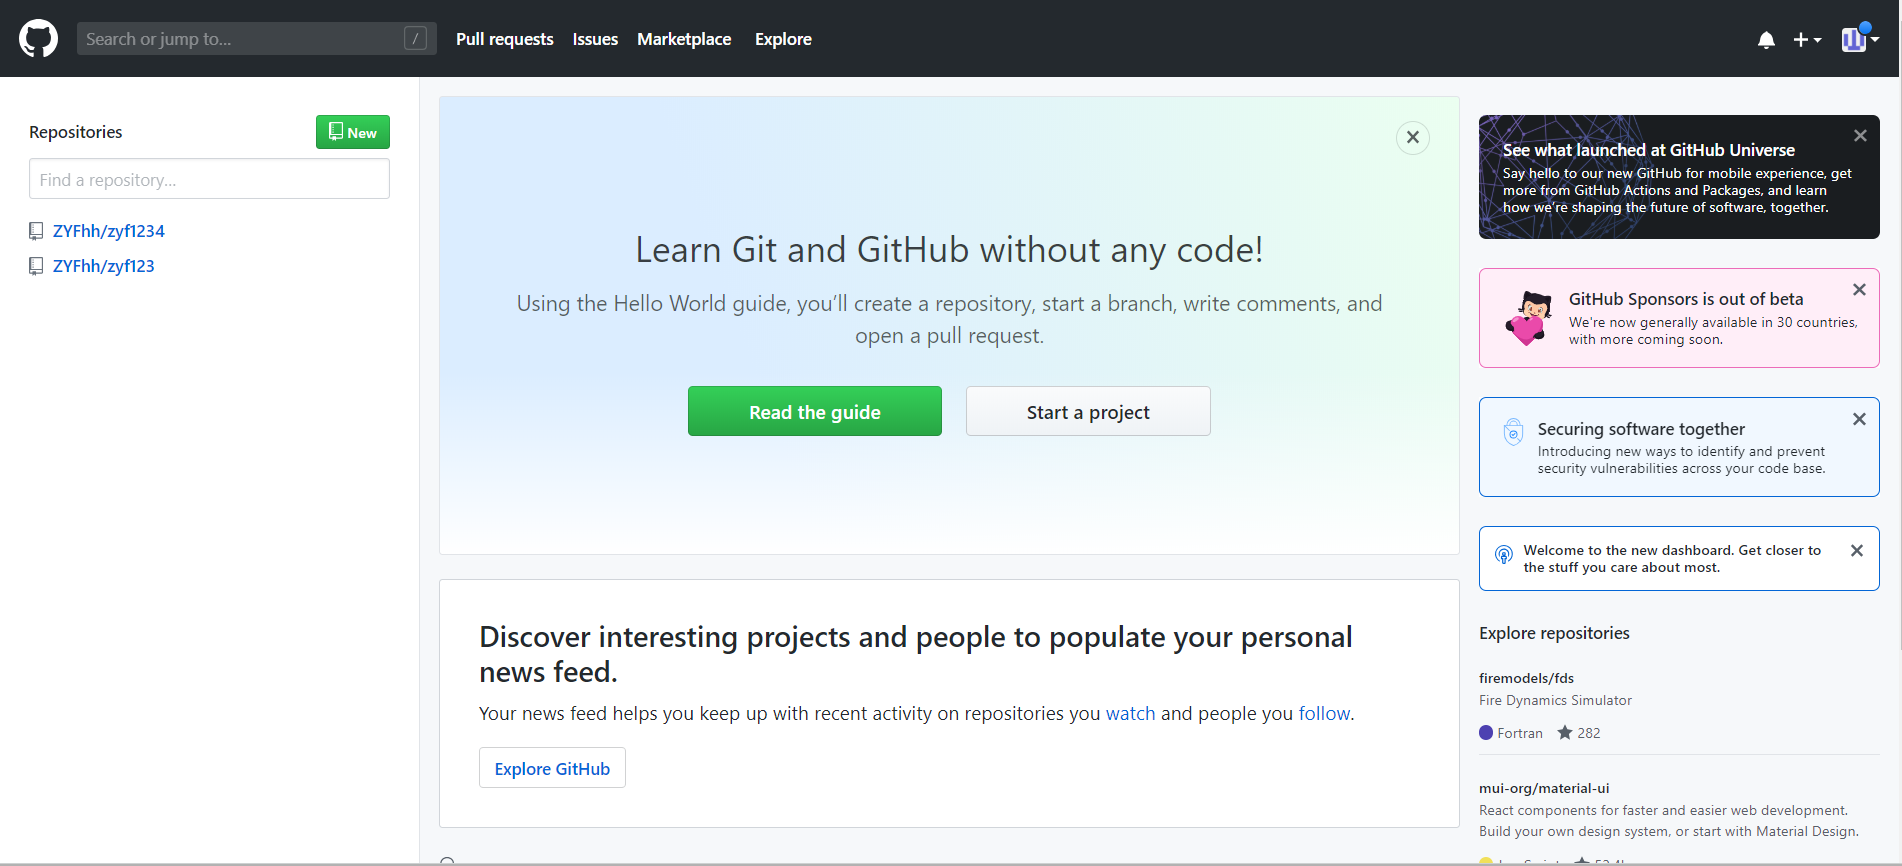 Search or jump to...
/
Pull requests
Issues
Marketplace
Explore
Repositories
New
Find a repository...
ZYFhh/zyf1234
ZYFhh/zyf123
Learn Git and GitHub without any code!
Using the Hello World guide, you’ll create a repository, start a branch, write comments, and
open a pull request.
Read the guide
Start a project
Discover interesting projects and people to populate your personal
news feed.
Your news feed helps you keep up with recent activity on repositories you watch and people you follow.
Explore GitHub
See what launched at GitHub Universe
Say hello to our new GitHub for mobile experience, get
more from GitHub Actions and Packages, and learn
how we’re shaping the future of software, together.
GitHub Sponsors is out of beta
We're now generally available in 30 countries,
with more coming soon.
Securing software together
Introducing new ways to identify and prevent
security vulnerabilities across your code base.
Welcome to the new dashboard. Get closer to
the stuff you care about most.
Explore repositories
firemodels/fds
Fire Dynamics Simulator
Fortran 282
mui-org/material-ui
React components for faster and easier web development.
Build your own design system, or start with Material Design.